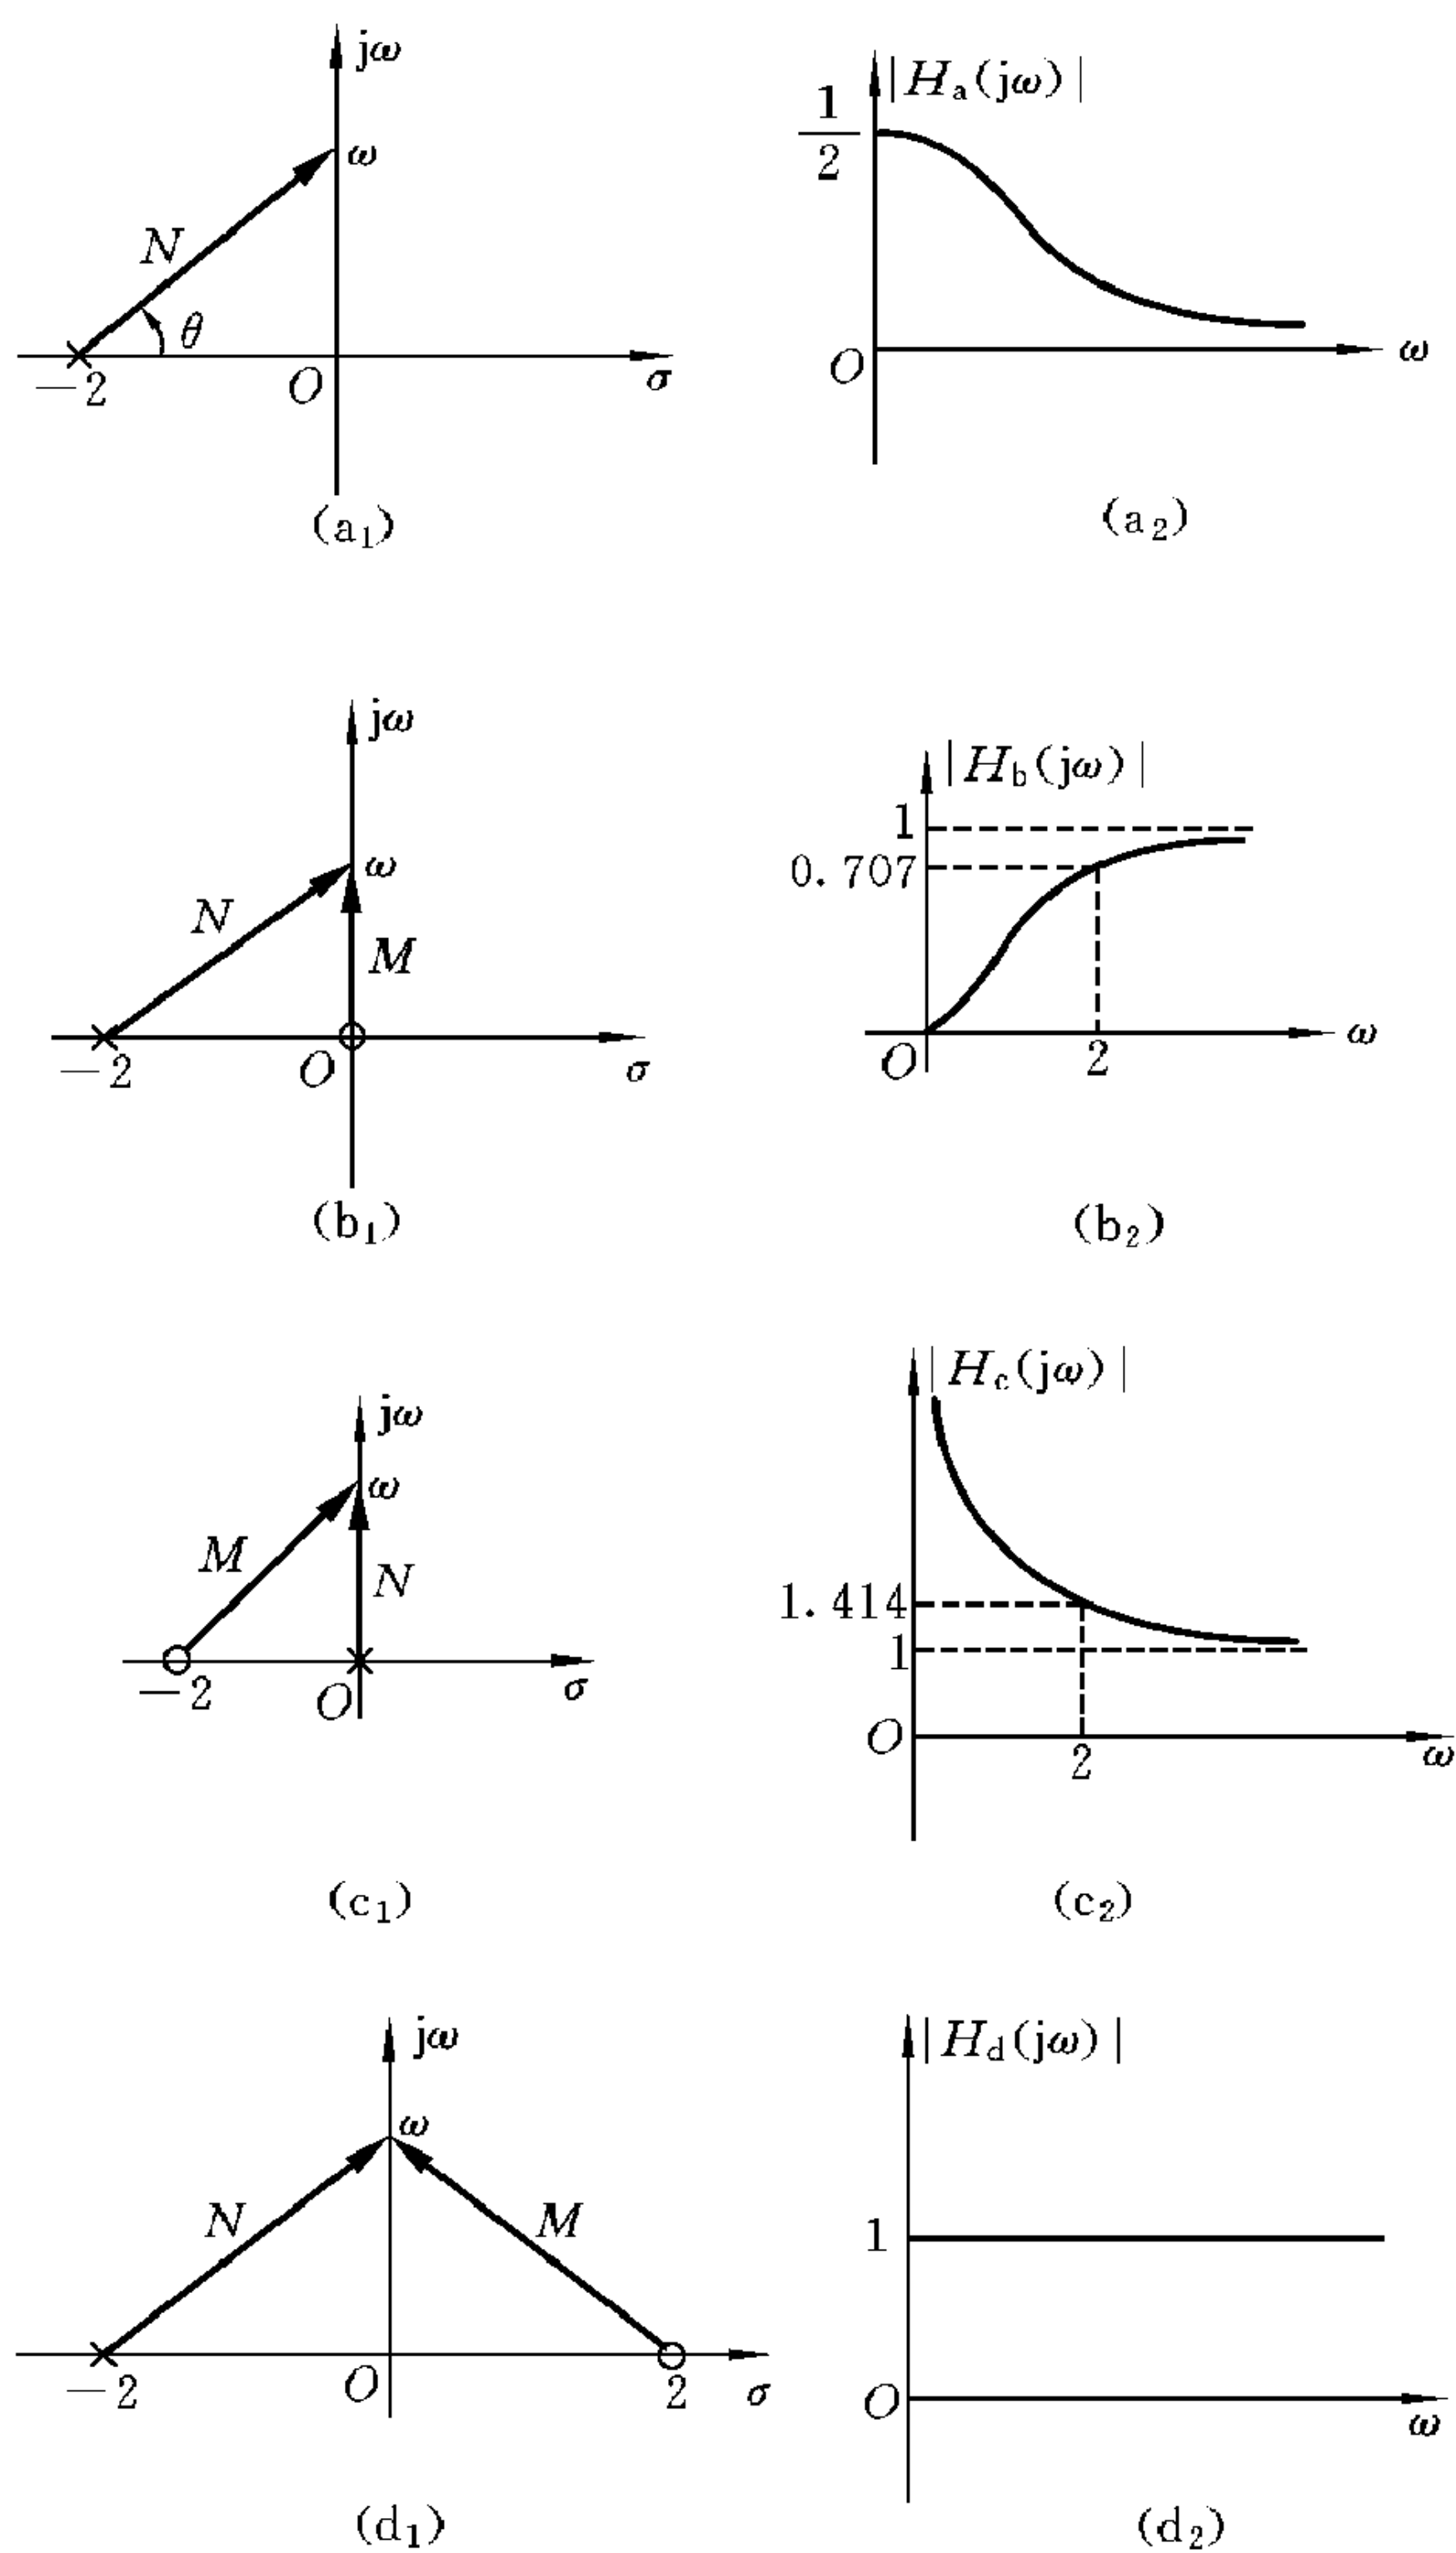 jω
ω
N
θ
−2
O
σ
(a₁)
|Hₐ(jω)|
1
2
O
ω
(a₂)
jω
ω
N
M
−2
O
σ
(b₁)
|H_b(jω)|
1
0.707
O
2
ω
(b₂)
jω
ω
M
N
−2
O
σ
(c₁)
|H_c(jω)|
1.414
1
O
2
ω
(c₂)
jω
ω
N
M
−2
O
2
σ
(d₁)
|H_d(jω)|
1
O
ω
(d₂)